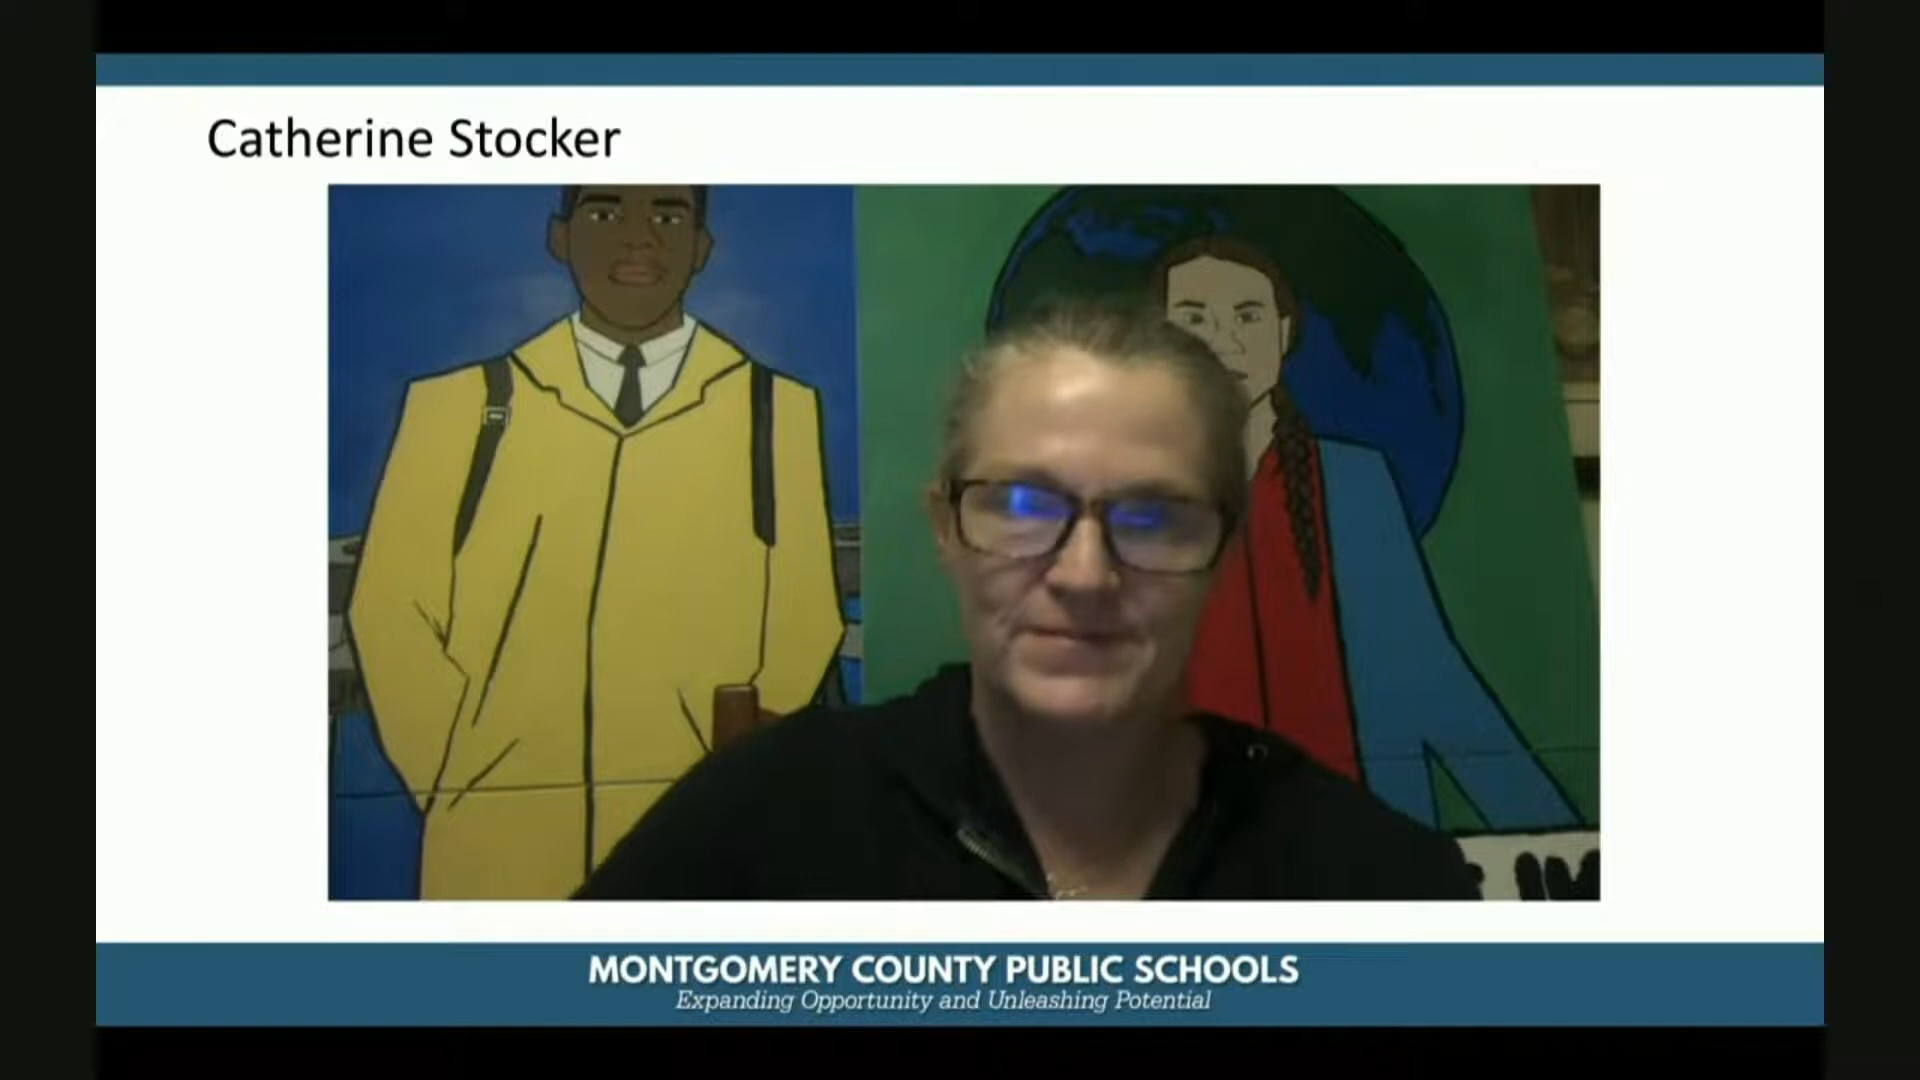 Catherine Stocker
MONTGOMERY COUNTY PUBLIC SCHOOLS
Expanding Opportunity and Unleashing Potential